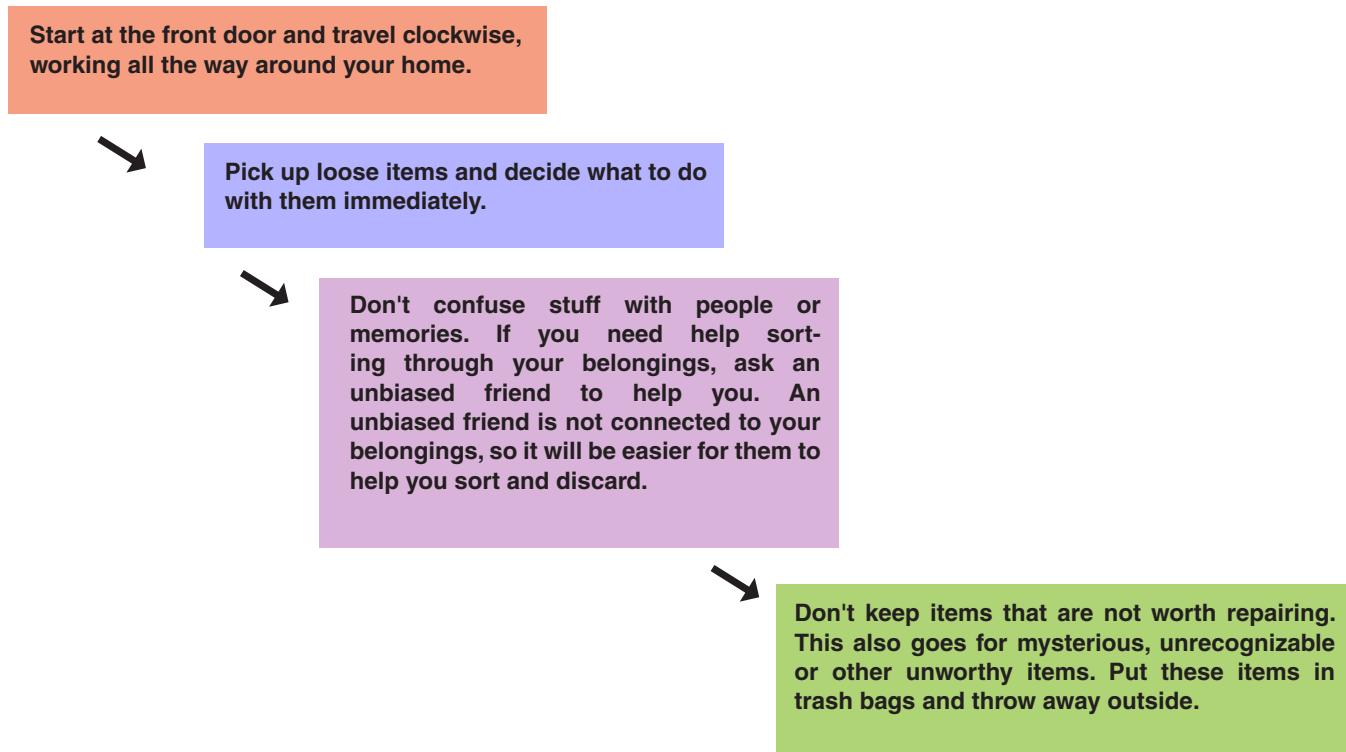 Start at the front door and travel clockwise,
working all the way around your home.
Pick up loose items and decide what to do
with them immediately.
Don't confuse stuff with people or
memories. If you need help sort-
ing through your belongings, ask an
unbiased friend to help you. An
unbiased friend is not connected to your
belongings, so it will be easier for them to
help you sort and discard.
Don't keep items that are not worth repairing.
This also goes for mysterious, unrecognizable
or other unworthy items. Put these items in
trash bags and throw away outside.